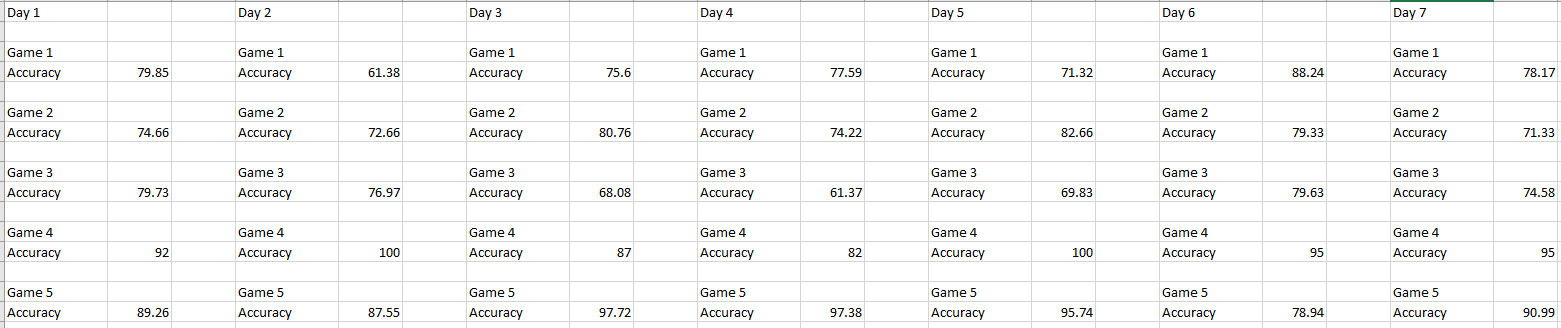 Day 1 Day 2 Day 3 Day 4 Day 5 Day 6 Day 7
Game 1 Game 1 Game 1 Game 1 Game 1 Game 1 Game 1
Accuracy 79.85 Accuracy 61.38 Accuracy 75.6 Accuracy 77.59 Accuracy 71.32 Accuracy 88.24 Accuracy 78.17
Game 2 Game 2 Game 2 Game 2 Game 2 Game 2 Game 2
Accuracy 74.66 Accuracy 72.66 Accuracy 80.76 Accuracy 74.22 Accuracy 82.66 Accuracy 79.33 Accuracy 71.33
Game 3 Game 3 Game 3 Game 3 Game 3 Game 3 Game 3
Accuracy 79.73 Accuracy 76.97 Accuracy 68.08 Accuracy 61.37 Accuracy 69.83 Accuracy 79.63 Accuracy 74.58
Game 4 Game 4 Game 4 Game 4 Game 4 Game 4 Game 4
Accuracy 92 Accuracy 100 Accuracy 87 Accuracy 82 Accuracy 100 Accuracy 95 Accuracy 95
Game 5 Game 5 Game 5 Game 5 Game 5 Game 5 Game 5
Accuracy 89.26 Accuracy 87.55 Accuracy 97.72 Accuracy 97.38 Accuracy 95.74 Accuracy 78.94 Accuracy 90.99